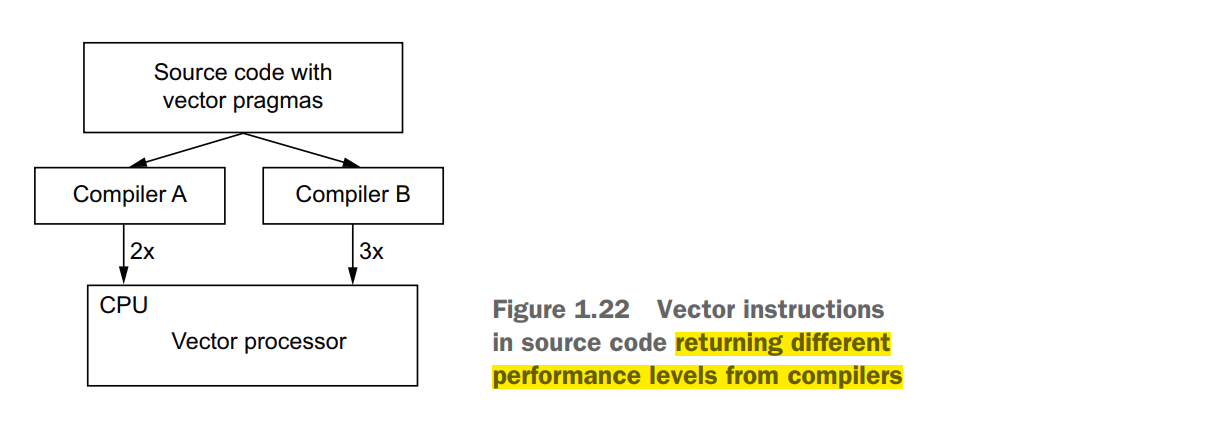 Source code with
vector pragmas
Compiler A
Compiler B
2x
3x
CPU
Vector processor
Figure 1.22 Vector instructions
in source code returning different
performance levels from compilers